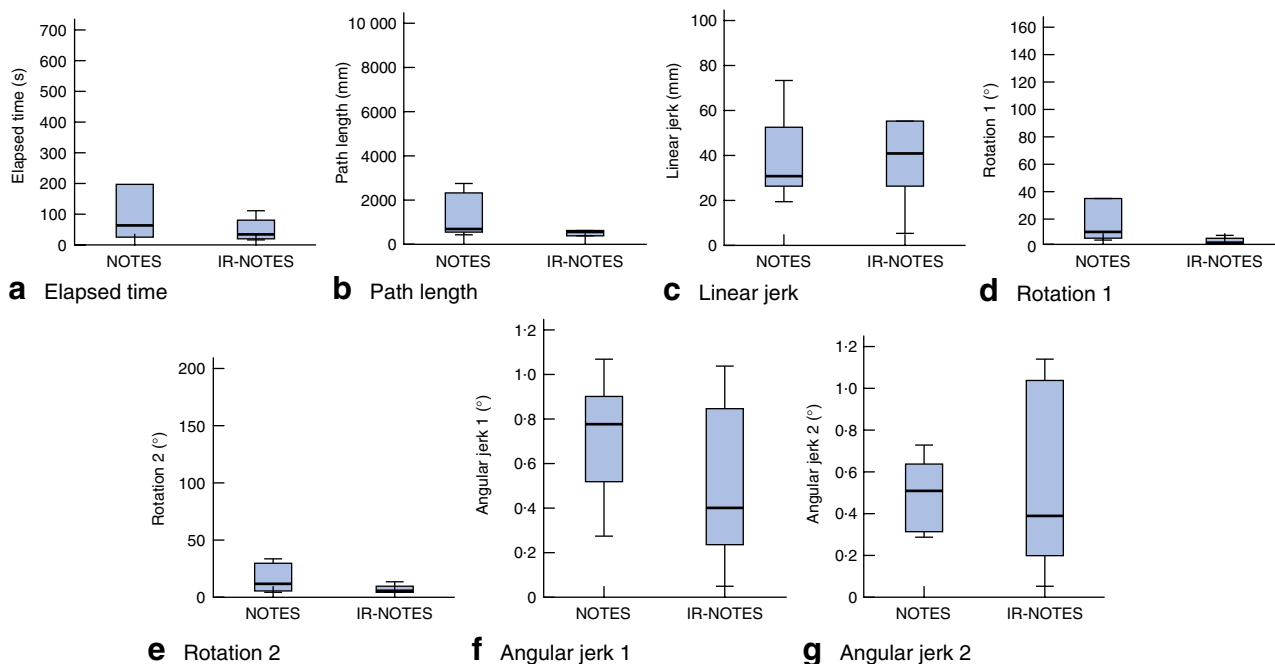 Elapsed time (s)
700
600
500
400
300
200
100
0
NOTES IR-NOTES
a Elapsed time
Path length (mm)
10 000
8000
6000
4000
2000
0
NOTES IR-NOTES
b Path length
Linear jerk (mm)
100
80
60
40
20
0
NOTES IR-NOTES
c Linear jerk
Rotation 1 (°)
160
140
120
100
80
60
40
20
0
NOTES IR-NOTES
d Rotation 1
Rotation 2 (°)
200
150
100
50
0
NOTES IR-NOTES
e Rotation 2
Angular jerk 1 (°)
1·2
1·0
0·8
0·6
0·4
0·2
0
NOTES IR-NOTES
f Angular jerk 1
Angular jerk 2 (°)
1·2
1·0
0·8
0·6
0·4
0·2
0
NOTES IR-NOTES
g Angular jerk 2